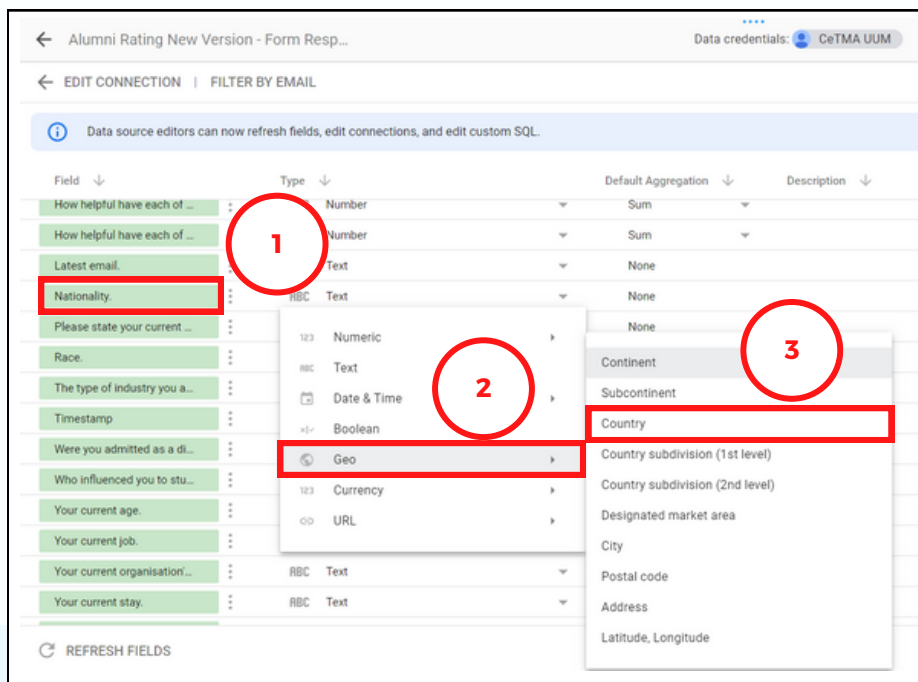 Alumni Rating New Version - Form Resp...
Data credentials: CeTMA UUM
EDIT CONNECTION | FILTER BY EMAIL
Data source editors can now refresh fields, edit connections, and edit custom SQL.
Field Type Default Aggregation Description
How helpful have each of ... Number Sum
How helpful have each of ... Number Sum
1
Latest email. Text None
Nationality. ABC Text None
Please state your current ... None
Race.
The type of industry you a...
Timestamp
Were you admitted as a di...
Who influenced you to stu...
Your current age.
Your current job.
Your current organisation'... ABC Text
Your current stay. ABC Text
123 Numeric
ABC Text
Date & Time
Boolean
Geo
123 Currency
URL
2
3
Continent
Subcontinent
Country
Country subdivision (1st level)
Country subdivision (2nd level)
Designated market area
City
Postal code
Address
Latitude, Longitude
REFRESH FIELDS